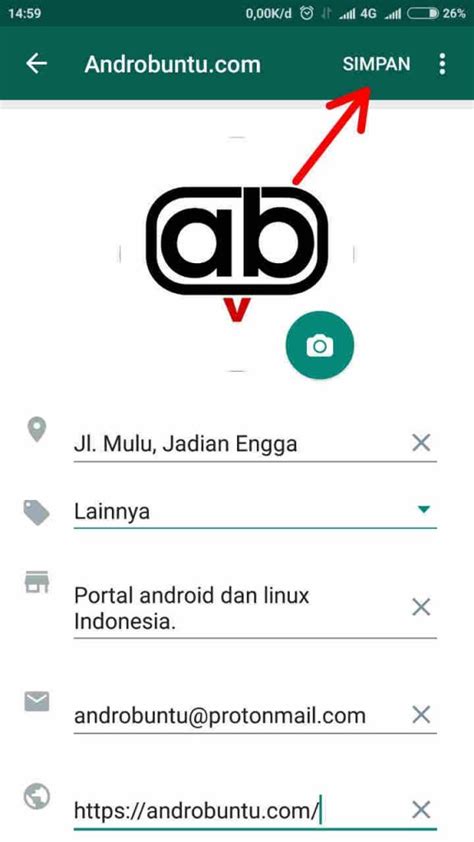 14:59 0,00K/d 4G 26%
Androbuntu.com SIMPAN
ab
v
Jl. Mulu, Jadian Engga
Lainnya
Portal android dan linux
Indonesia.
androbuntu@protonmail.com
https://androbuntu.com/